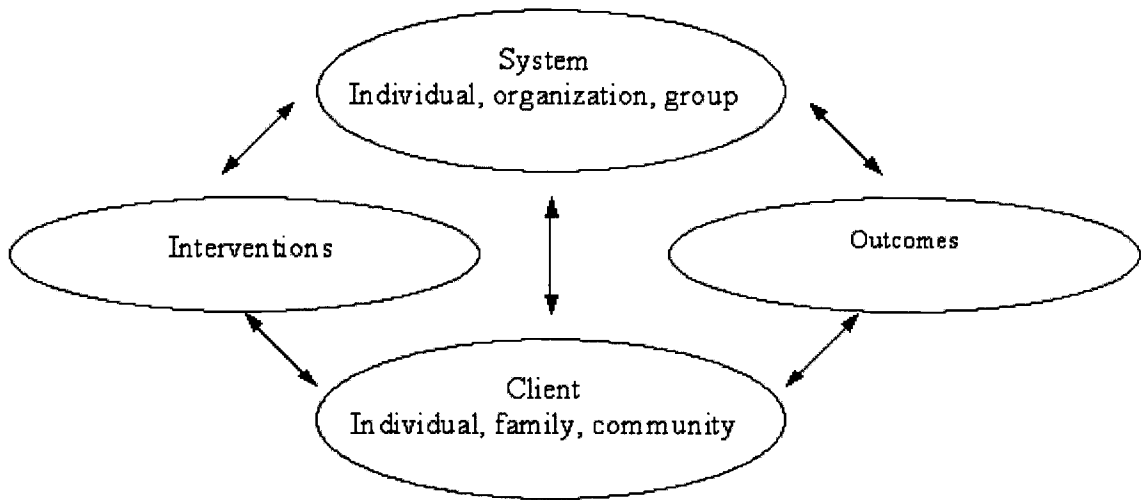 System
Individual, organization, group
Interventions
Outcomes
Client
Individual, family, community